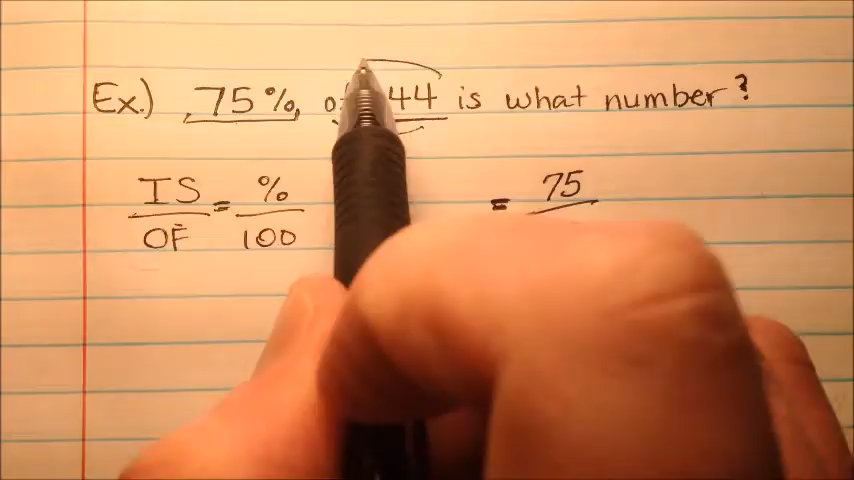 Ex.) 75% 44 is what number?
IS = % = 75
OF 100